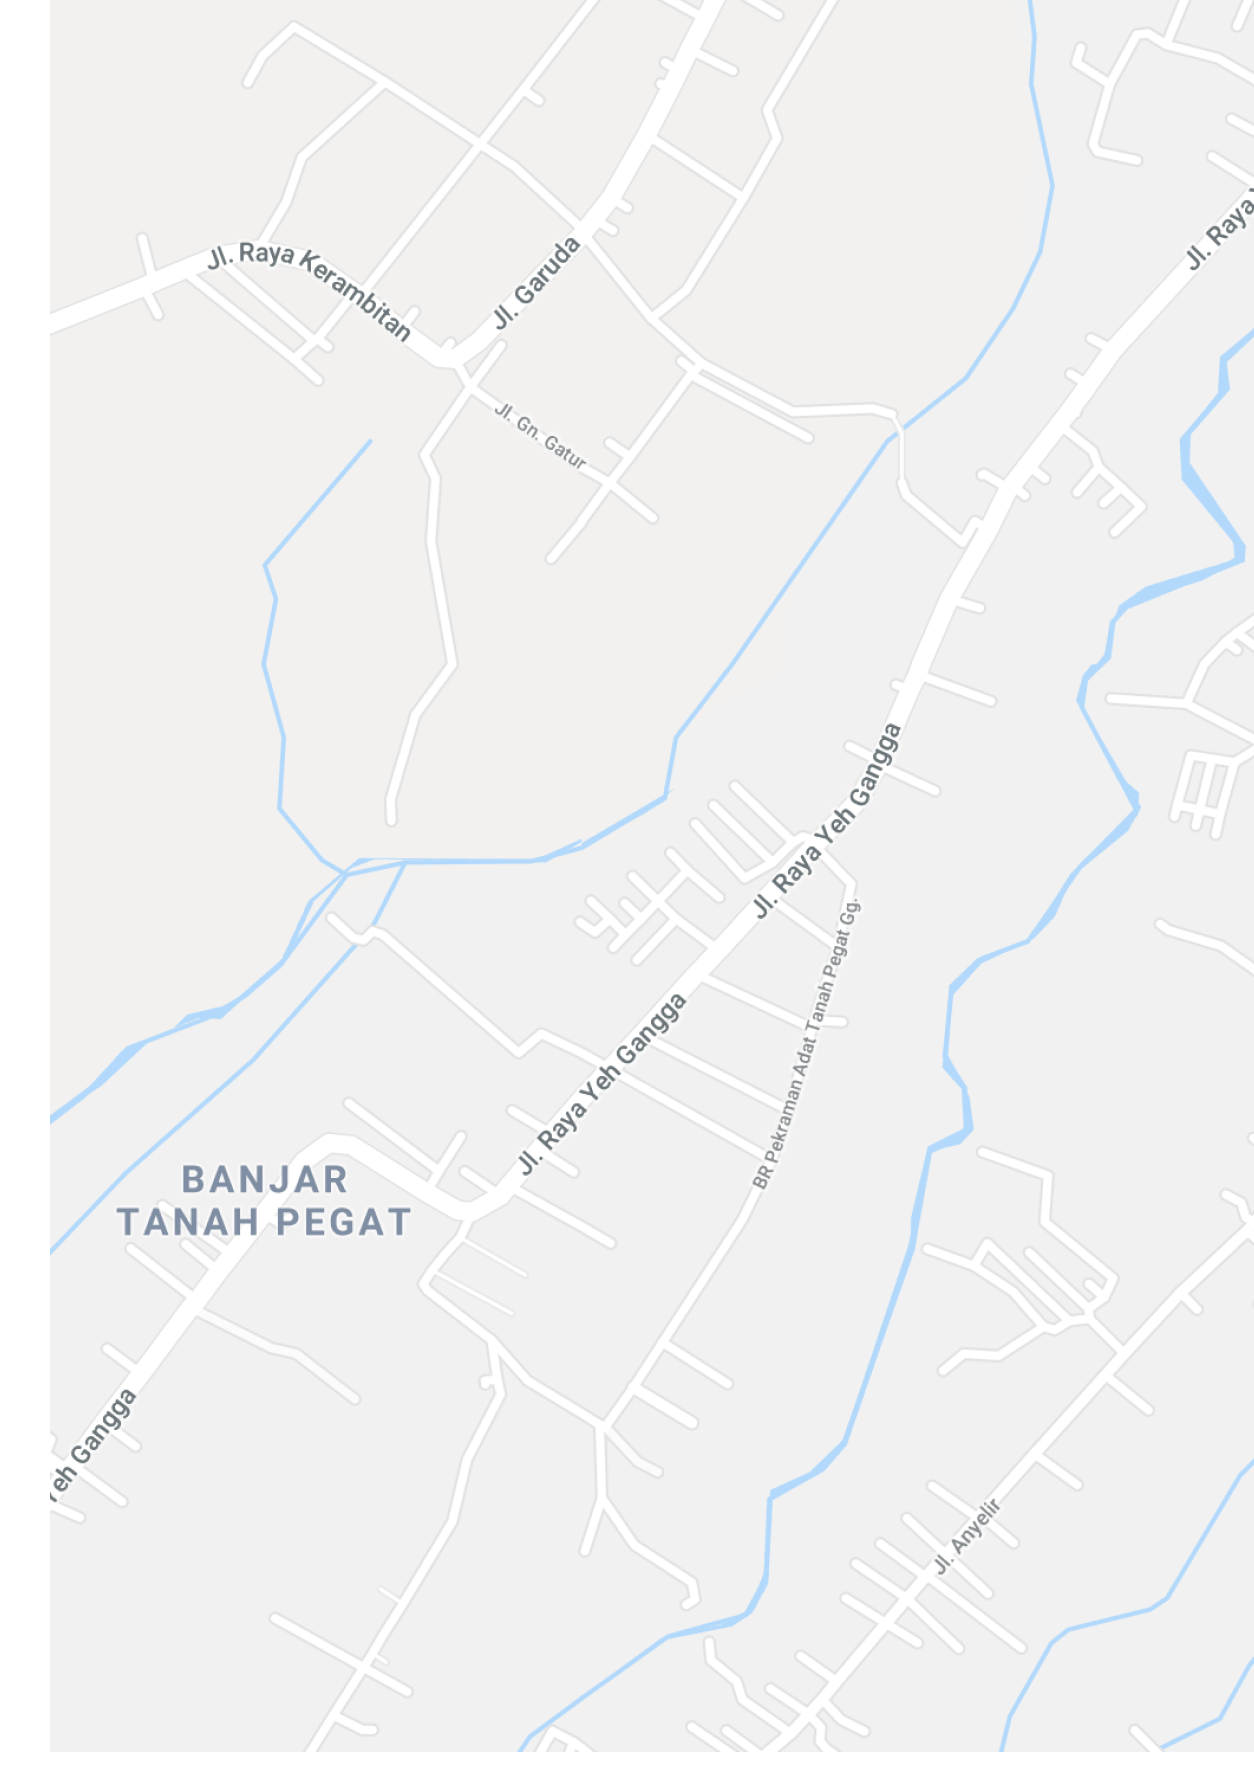 Jl. Raya
Jl. Raya Kerambitan
Jl. Garuda
Jl. Gn. Gatur
Jl. Raya Yeh Gangga
BR Pekraman Adat Tanah Pegat Gg.
Jl. Raya Yeh Gangga
BANJAR
TANAH PEGAT
Yeh Gangga
Jl. Anyelir